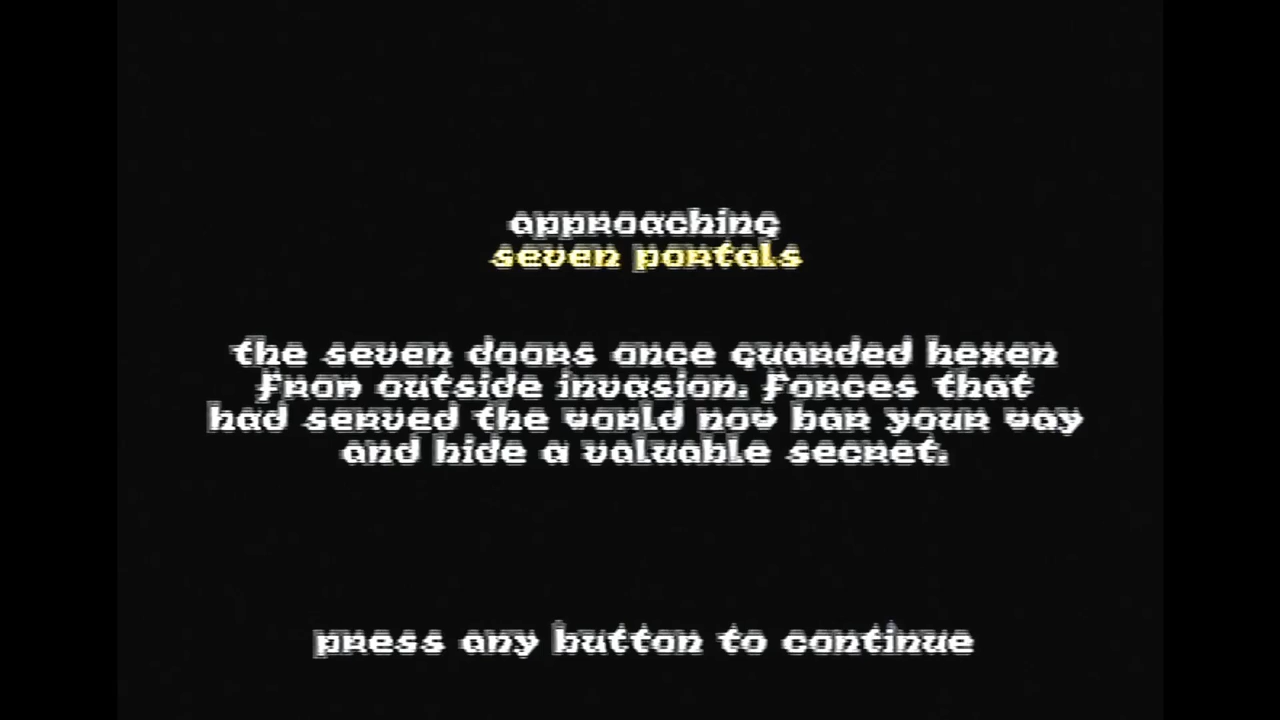 approaching
seven portals
the seven doors once guarded hexen
from outside invasion. forces that
had served the world now bar your way
and hide a valuable secret.
press any button to continue